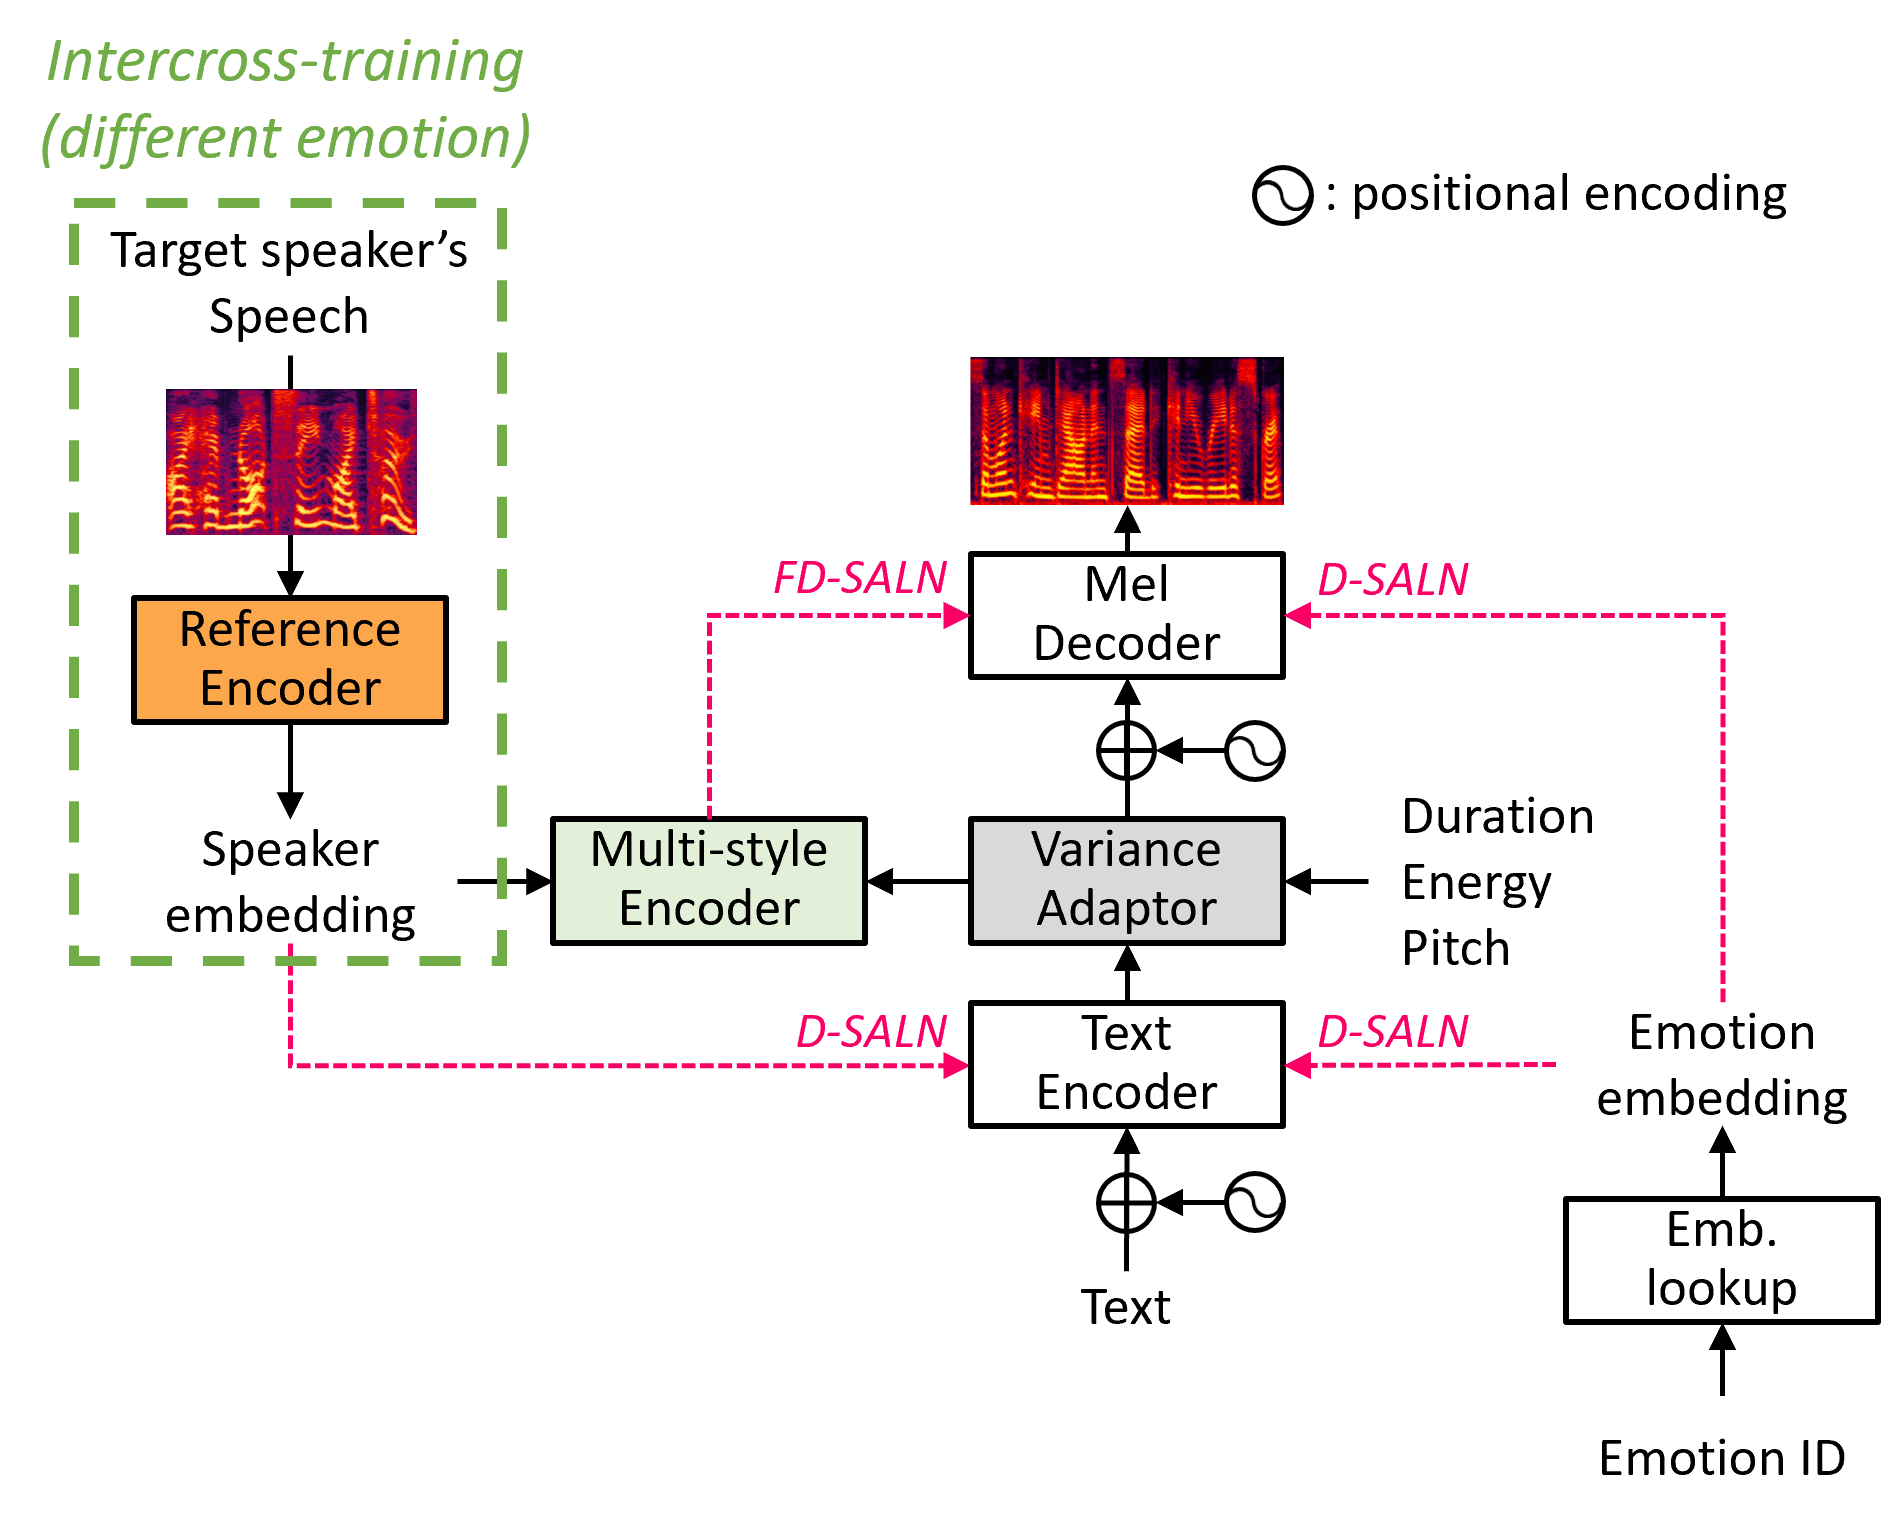 Intercross-training
(different emotion)
: positional encoding
Target speaker’s
Speech
Reference
Encoder
Speaker
embedding
FD-SALN
Mel
Decoder
D-SALN
Multi-style
Encoder
Variance
Adaptor
Duration
Energy
Pitch
D-SALN
Text
Encoder
D-SALN
Emotion
embedding
Text
Emb.
lookup
Emotion ID